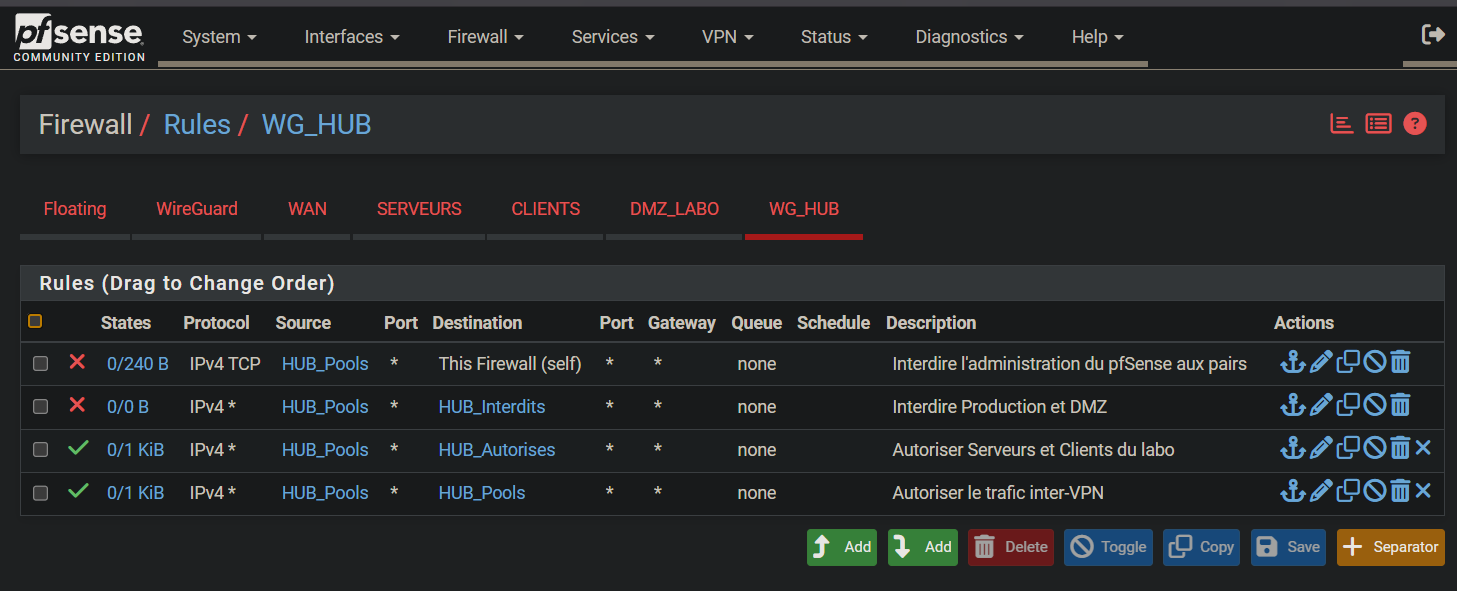 pfsense
COMMUNITY EDITION
System Interfaces Firewall Services VPN Status Diagnostics Help
Firewall / Rules / WG_HUB
Floating WireGuard WAN SERVEURS CLIENTS DMZ_LABO WG_HUB
Rules (Drag to Change Order)
States Protocol Source Port Destination Port Gateway Queue Schedule Description Actions
0/240 B IPv4 TCP HUB_Pools * This Firewall (self) * * none Interdire l'administration du pfSense aux pairs
0/0 B IPv4 * HUB_Pools * HUB_Interdits * * none Interdire Production et DMZ
0/1 KiB IPv4 * HUB_Pools * HUB_Autorises * * none Autoriser Serveurs et Clients du labo
0/1 KiB IPv4 * HUB_Pools * HUB_Pools * * none Autoriser le trafic inter-VPN
Add Add Delete Toggle Copy Save Separator